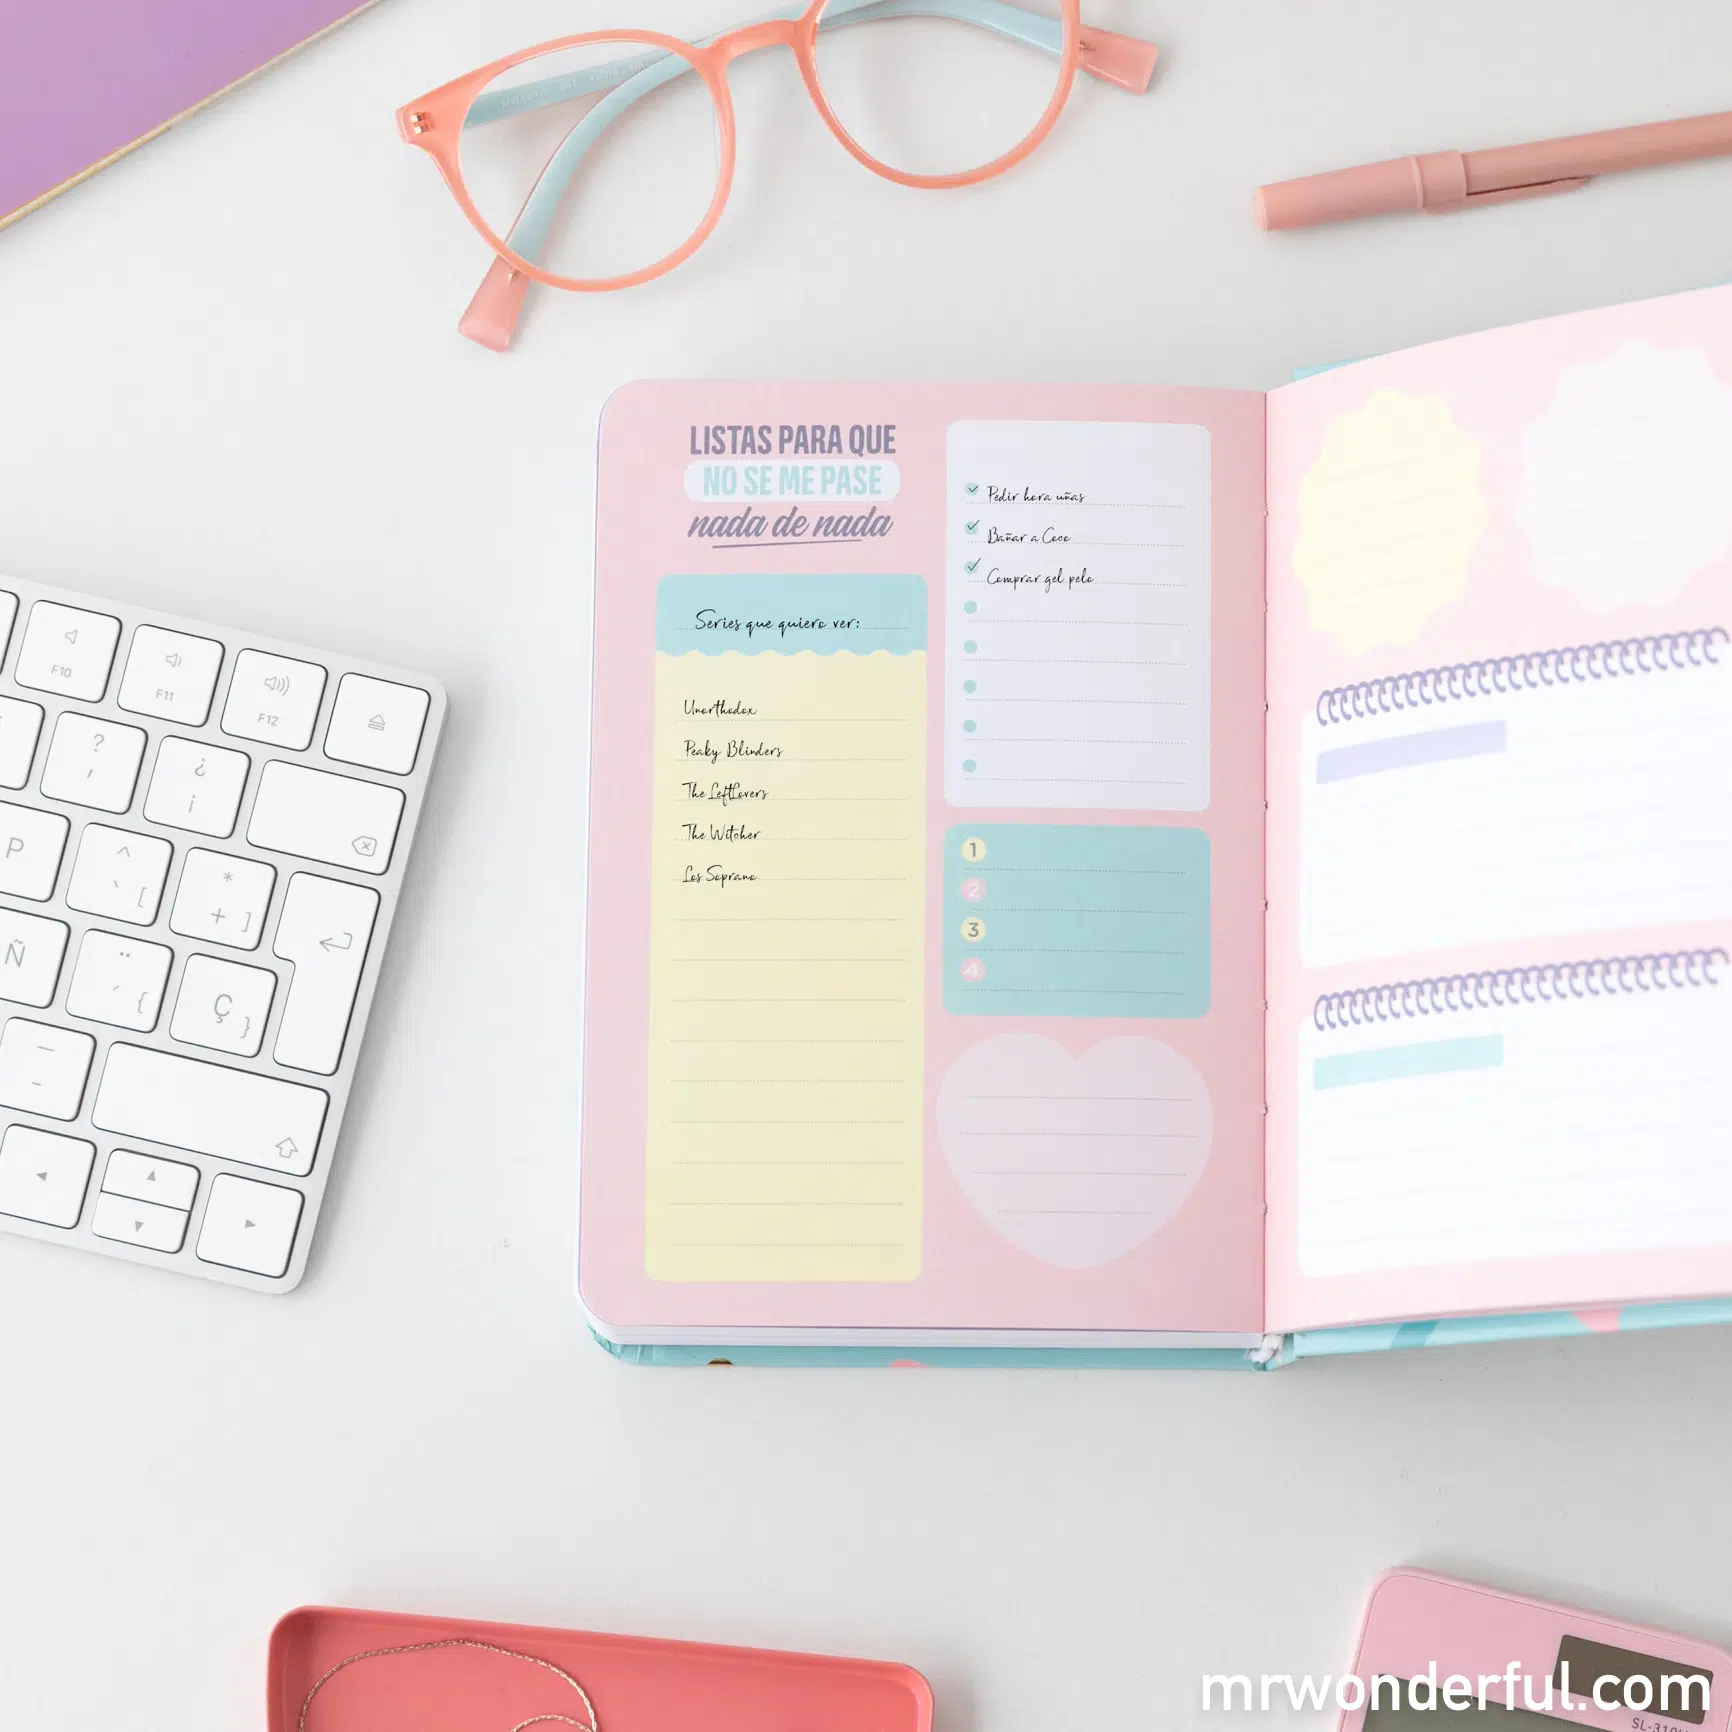 LISTAS PARA QUE
NO SE ME PASE
nada de nada
Series que quiero ver:
Unorthodox
Peaky Blinders
The LeftLovers
The Witcher
Los Soprano
Pedir hora uñas
Bañar a Coco
Comprar gel pelo
1
2
3
4
F10
F11
F12
?
,
¿
¡
P
^
` [
*
+ ]
Ñ
¨
´ {
Ç }
_
-
mrwonderful.com